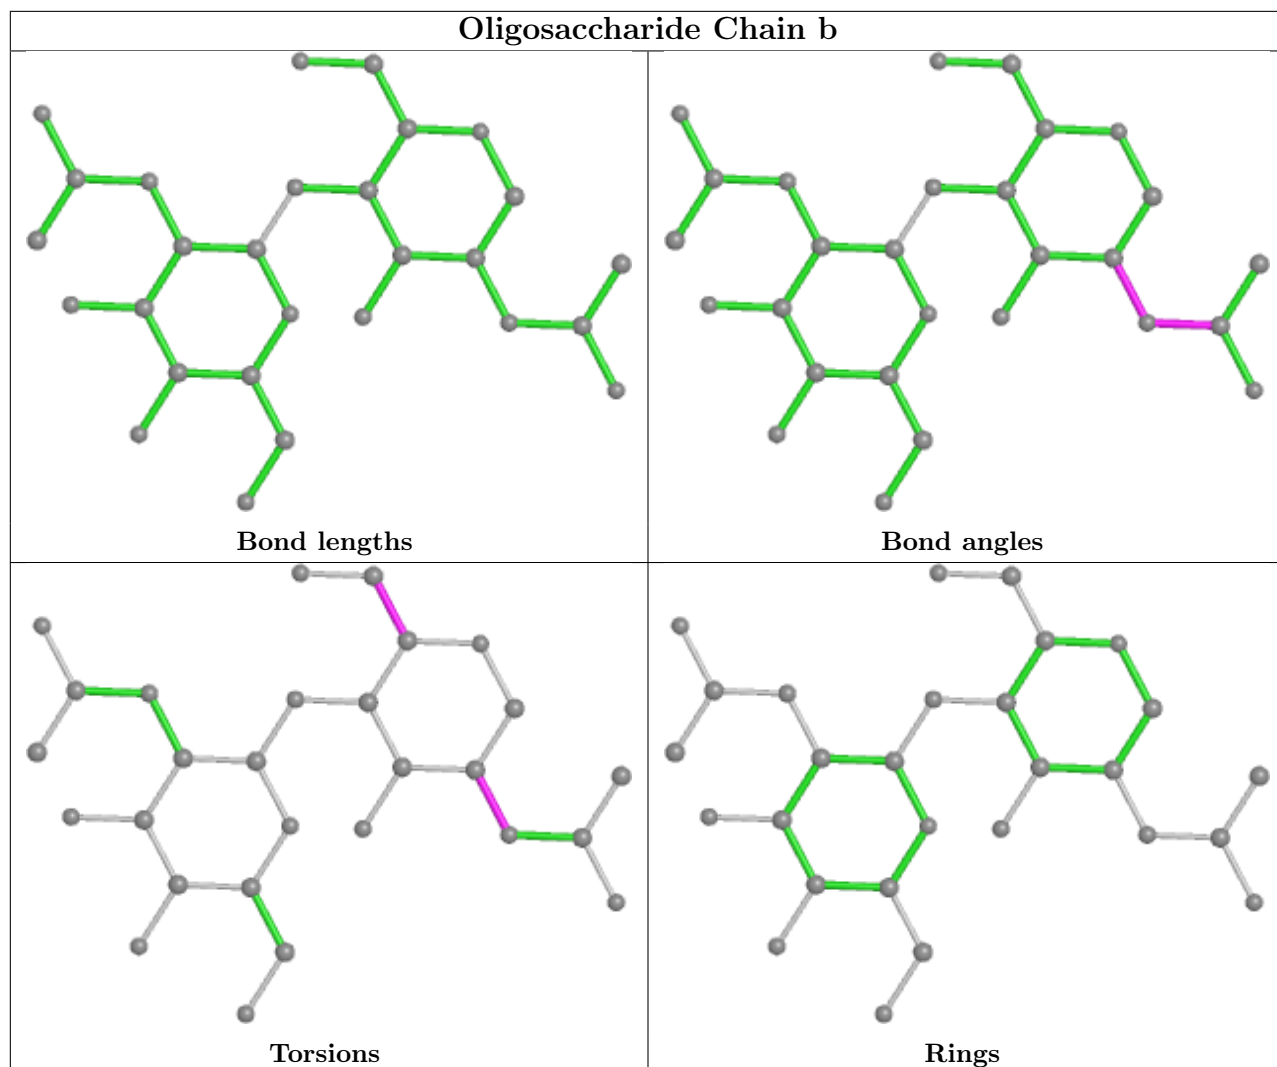 Oligosaccharide Chain b
Bond lengths
Bond angles
Torsions
Rings